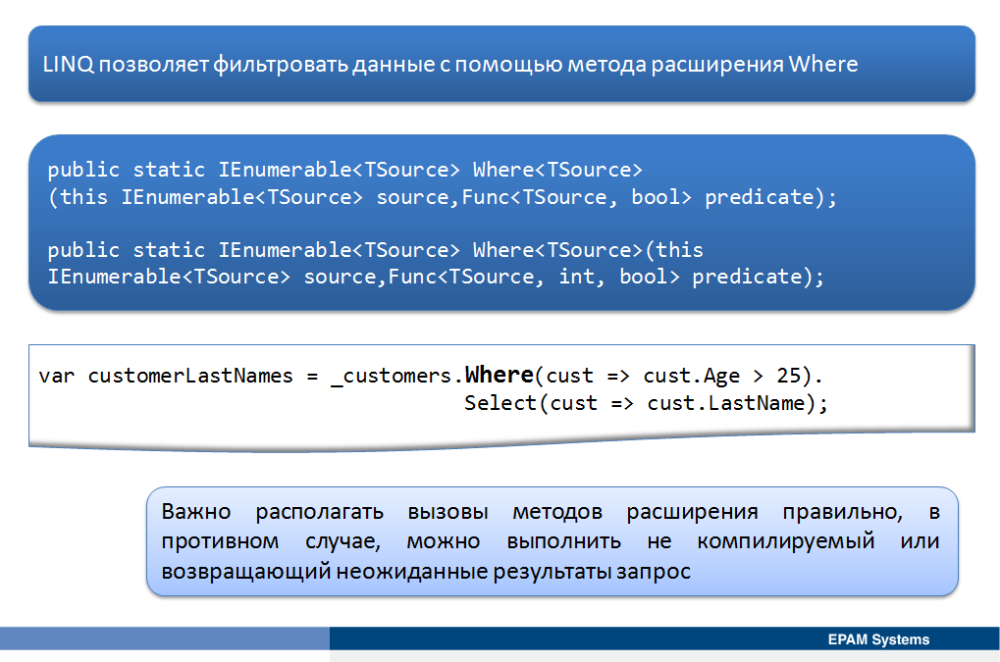 LINQ позволяет фильтровать данные с помощью метода расширения Where
public static IEnumerable<TSource> Where<TSource>
(this IEnumerable<TSource> source,Func<TSource, bool> predicate);
public static IEnumerable<TSource> Where<TSource>(this
IEnumerable<TSource> source,Func<TSource, int, bool> predicate);
var customerLastNames = _customers.Where(cust => cust.Age > 25).
Select(cust => cust.LastName);
Важно располагать вызовы методов расширения правильно, в
противном случае, можно выполнить не компилируемый или
возвращающий неожиданные результаты запрос
EPAM Systems